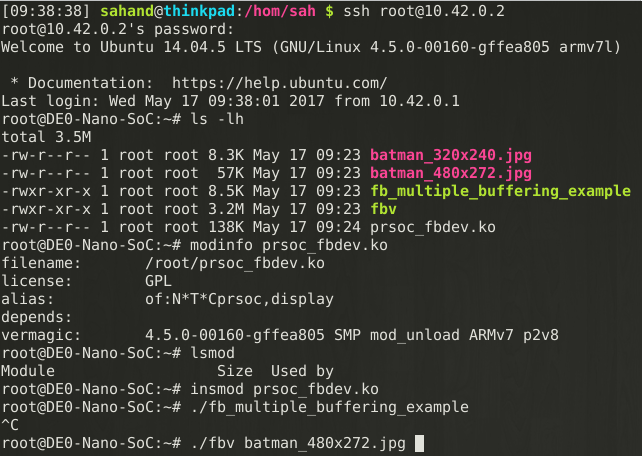 [09:38:38] sahand@thinkpad:/hom/sah $ ssh root@10.42.0.2
root@10.42.0.2's password:
Welcome to Ubuntu 14.04.5 LTS (GNU/Linux 4.5.0-00160-gffea805 armv7l)
 * Documentation:  https://help.ubuntu.com/
Last login: Wed May 17 09:38:01 2017 from 10.42.0.1
root@DE0-Nano-SoC:~# ls -lh
total 3.5M
-rw-r--r-- 1 root root 8.3K May 17 09:23 batman_320x240.jpg
-rw-r--r-- 1 root root  57K May 17 09:23 batman_480x272.jpg
-rwxr-xr-x 1 root root 8.5K May 17 09:23 fb_multiple_buffering_example
-rwxr-xr-x 1 root root 3.2M May 17 09:23 fbv
-rw-r--r-- 1 root root 138K May 17 09:24 prsoc_fbdev.ko
root@DE0-Nano-SoC:~# modinfo prsoc_fbdev.ko
filename:       /root/prsoc_fbdev.ko
license:        GPL
alias:          of:N*T*Cprsoc,display
depends:
vermagic:       4.5.0-00160-gffea805 SMP mod_unload ARMv7 p2v8
root@DE0-Nano-SoC:~# lsmod
Module                  Size  Used by
root@DE0-Nano-SoC:~# insmod prsoc_fbdev.ko
root@DE0-Nano-SoC:~# ./fb_multiple_buffering_example
^C
root@DE0-Nano-SoC:~# ./fbv batman_480x272.jpg